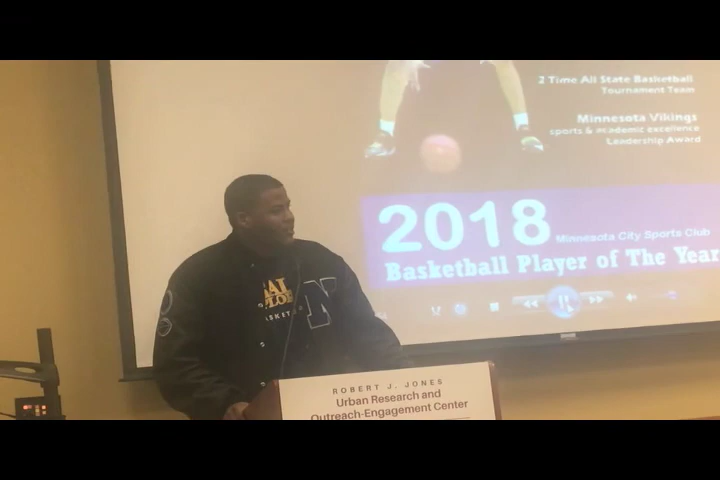 2 Time All State Basketball
Tournament Team
Minnesota Vikings
sports & academic excellence
Leadership Award
2018 Minnesota City Sports Club
Basketball Player of The Year
BASKET
N
ROBERT J. JONES
Urban Research and
Outreach-Engagement Center